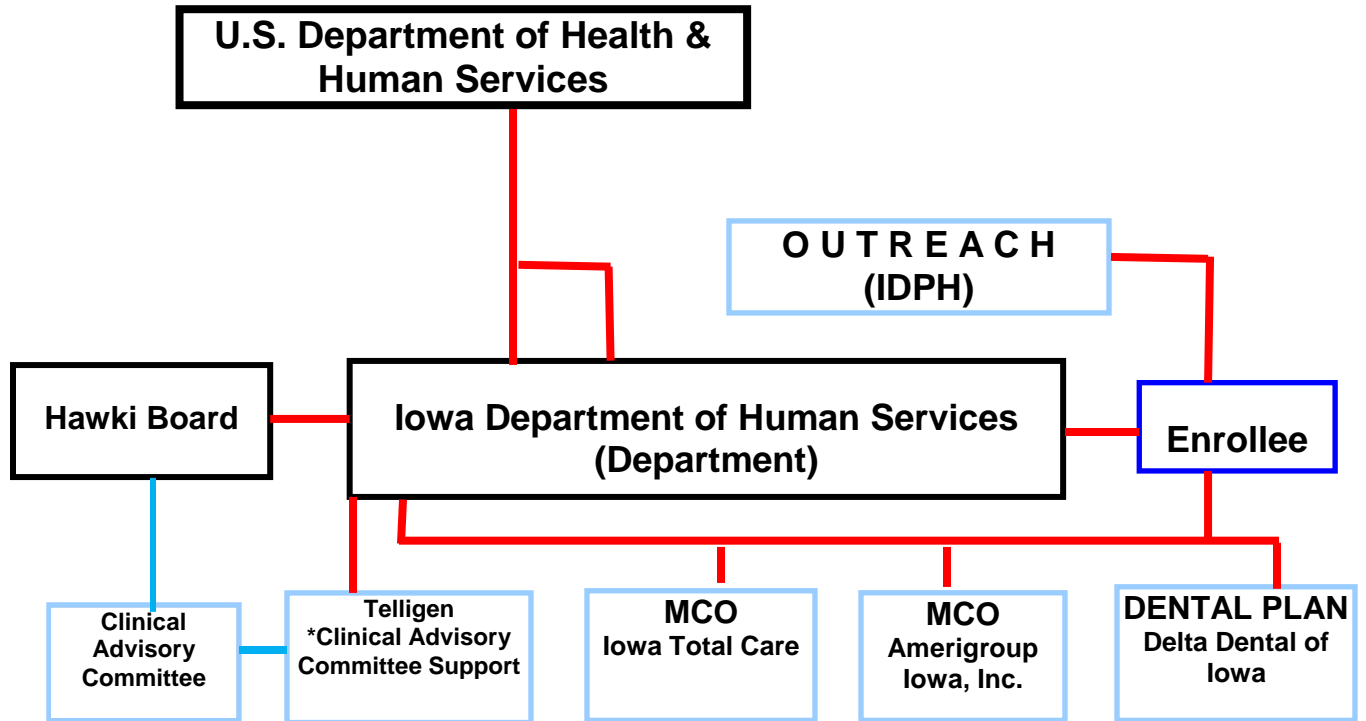 U.S. Department of Health &
Human Services
O U T R E A C H
(IDPH)
Hawki Board
Iowa Department of Human Services
(Department)
Enrollee
Clinical
Advisory
Committee
Telligen
*Clinical Advisory
Committee Support
MCO
Iowa Total Care
MCO
Amerigroup
Iowa, Inc.
DENTAL PLAN
Delta Dental of
Iowa